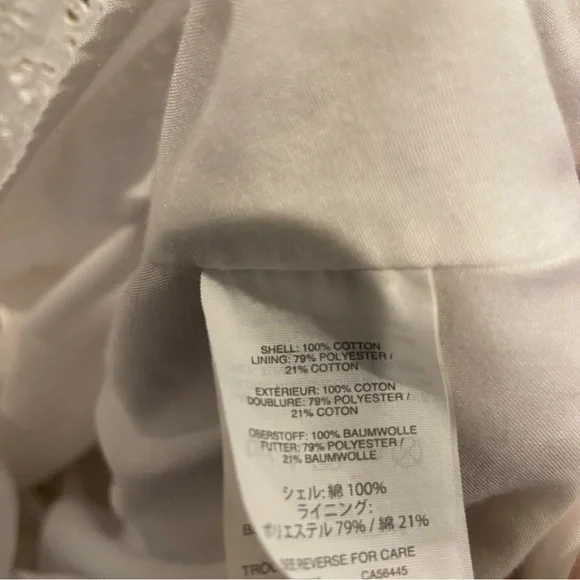 SHELL: 100% COTTON
LINING: 79% POLYESTER /
21% COTTON
EXTÉRIEUR: 100% COTON
DOUBLURE: 79% POLYESTER /
21% COTON
OBERSTOFF: 100% BAUMWOLLE
FUTTER: 79% POLYESTER /
21% BAUMWOLLE
シェル: 綿 100%
ライニング:
ポリエステル 79% / 綿 21%
REVERSE FOR CARE
CA56445